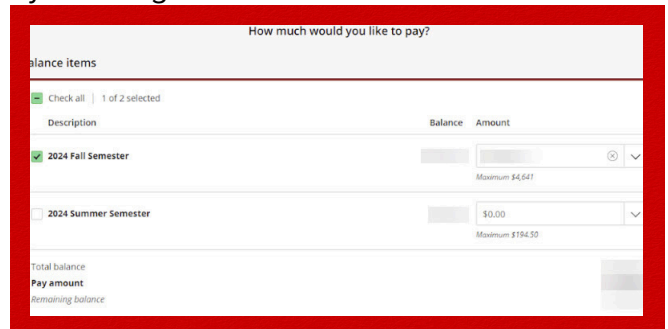 How much would you like to pay?
alance items
Check all | 1 of 2 selected
Description Balance Amount
2024 Fall Semester
Maximum $4,641
2024 Summer Semester $0.00
Maximum $194.50
Total balance
Pay amount
Remaining balance